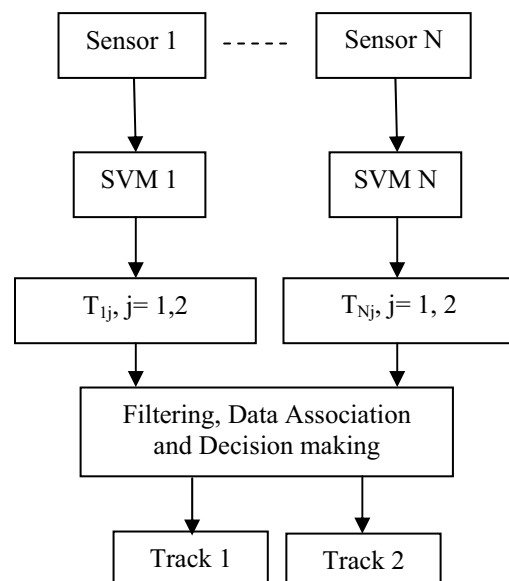 Sensor 1
Sensor N
SVM 1
SVM N
T1j, j= 1,2
TNj, j= 1, 2
Filtering, Data Association
and Decision making
Track 1
Track 2